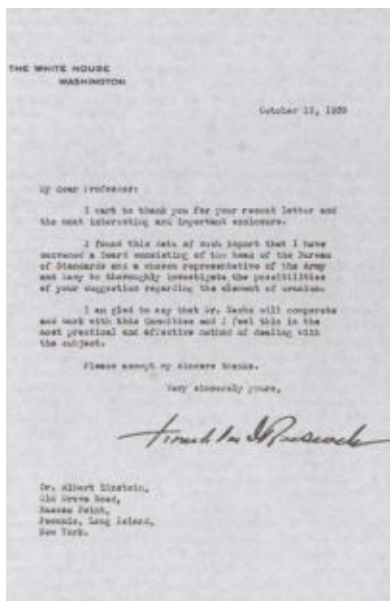 THE WHITE HOUSE
WASHINGTON
October 19, 1939
My dear Professor:
I want to thank you for your recent letter and
the most interesting and important enclosure.
I found this data of such import that I have
convened a Board consisting of the head of the Bureau
of Standards and a chosen representative of the Army
and Navy to thoroughly investigate the possibilities
of your suggestion regarding the element of uranium.
I am glad to say that Dr. Sachs will cooperate
and work with this Committee and I feel this is the
most practical and effective method of dealing with
the subject.
Please accept my sincere thanks.
Very sincerely yours,
Franklin D Roosevelt
Dr. Albert Einstein,
Old Grove Road,
Nassau Point,
Peconic, Long Island,
New York.